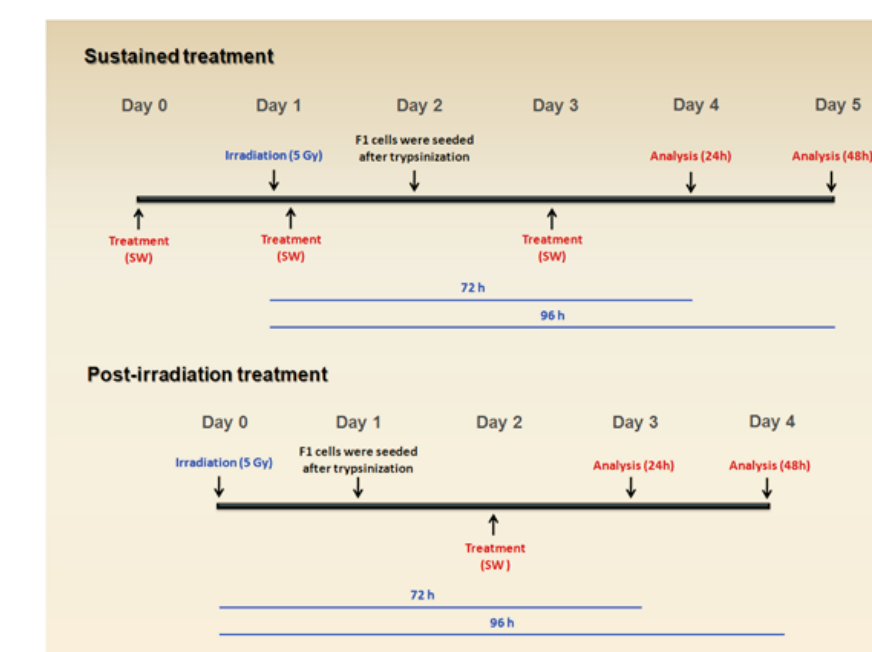 Sustained treatment
Day 0 Day 1 Day 2 Day 3 Day 4 Day 5
F1 cells were seeded
Irradiation (5 Gy) after trypsinization Analysis (24h) Analysis (48h)
Treatment Treatment Treatment
(SW) (SW) (SW)
72 h
96 h
Post-irradiation treatment
Day 0 Day 1 Day 2 Day 3 Day 4
F1 cells were seeded
Irradiation (5 Gy) after trypsinization Analysis (24h) Analysis (48h)
Treatment
(SW )
72 h
96 h